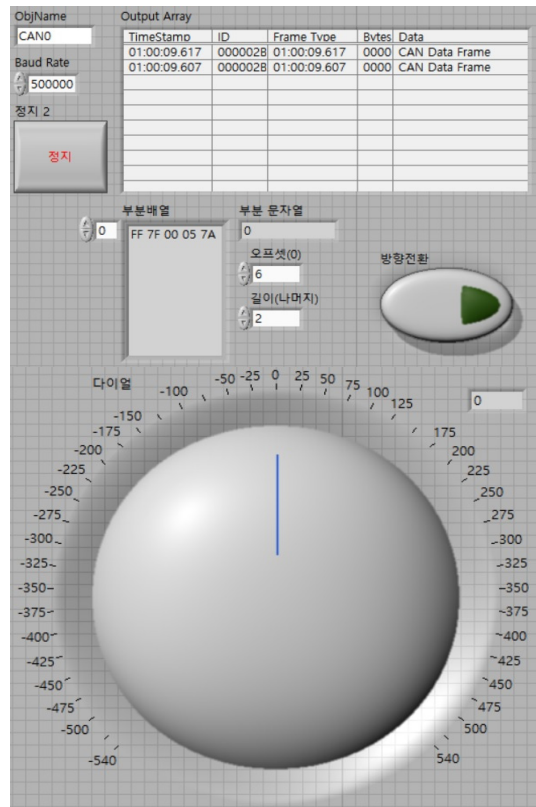 ObjName
CAN0
Baud Rate
500000
정지 2
정지
Output Array
TimeStamp ID Frame Type Bytes Data
01:00:09.617 000002B 01:00:09.617 0000 CAN Data Frame
01:00:09.607 000002B 01:00:09.607 0000 CAN Data Frame
부분배열
0
FF 7F 00 05 7A
부분 문자열
0
오프셋(0)
6
길이(나머지)
2
방향전환
다이얼
0
-540
-500
-475
-450
-425
-400
-375
-350
-325
-300
-275
-250
-225
-200
-175
-150
-100
-50
-25
0
25
50
75
100
125
175
200
225
250
275
300
325
350
375
400
425
450
475
500
540